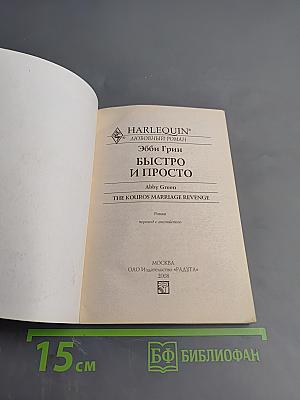 HARLEQUIN®
ЛЮБОВНЫЙ РОМАН
Эбби Грин
БЫСТРО
И ПРОСТО
Abby Green
THE KOUROS MARRIAGE REVENGE
Роман
перевод с английского
МОСКВА
ОАО Издательство «РАДУГА»
2008
15 см
БФ БИБЛИОФАН